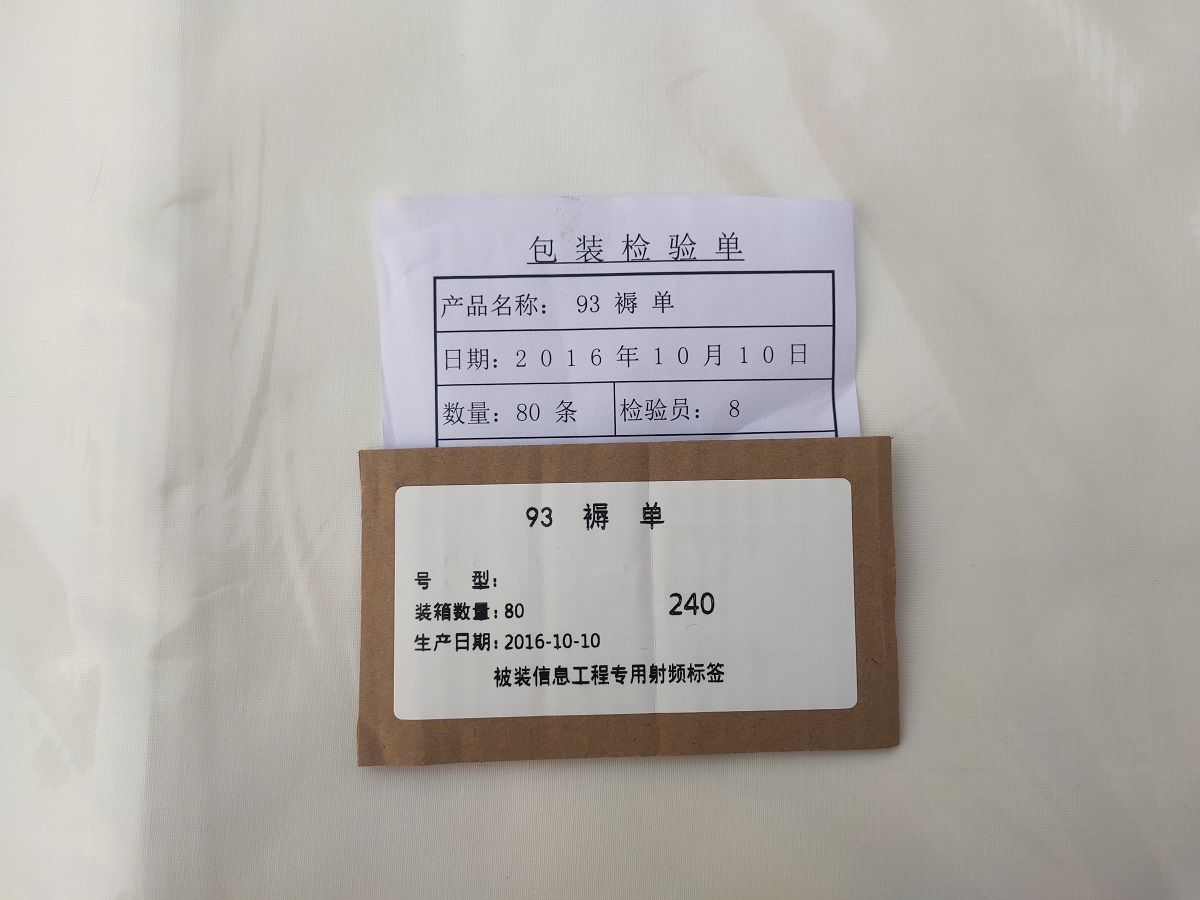 包装检验单
产品名称： 93 褥 单
日期：2016年10月10日
数量：80 条 检验员： 8
93 褥 单
号 型：
装箱数量：80 240
生产日期：2016-10-10
被装信息工程专用射频标签